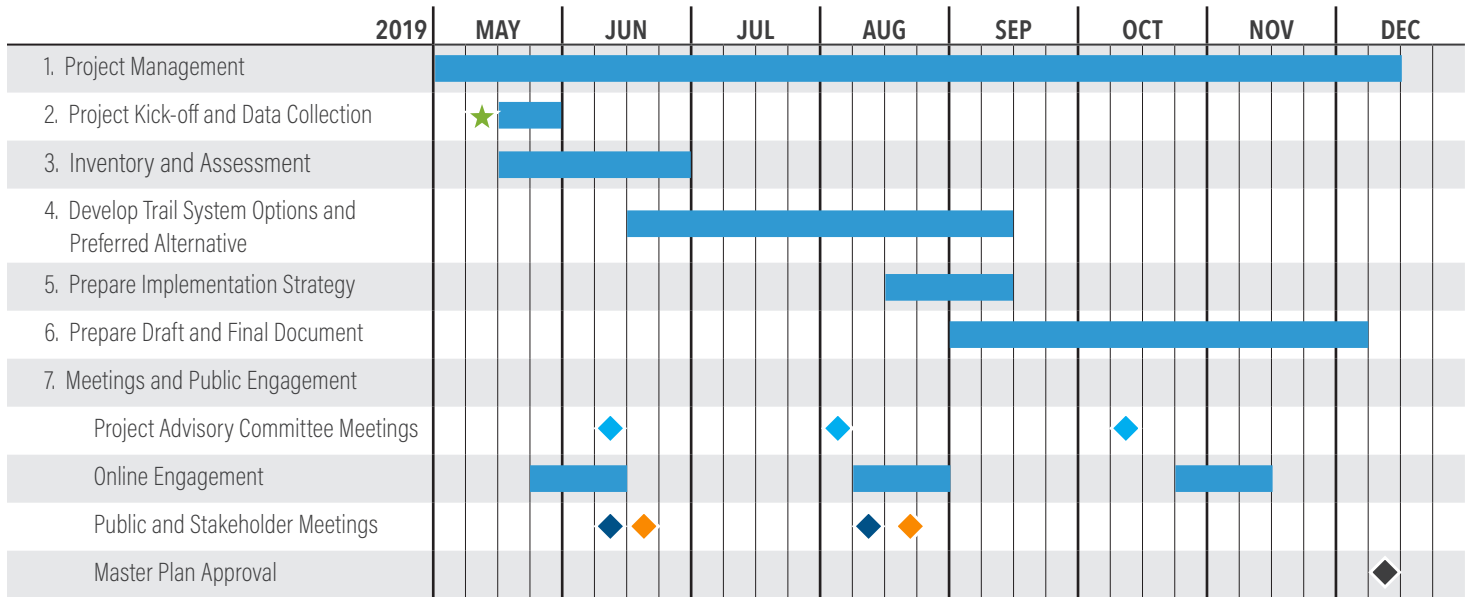 2019 MAY JUN JUL AUG SEP OCT NOV DEC
1. Project Management
2. Project Kick-off and Data Collection
3. Inventory and Assessment
4. Develop Trail System Options and
Preferred Alternative
5. Prepare Implementation Strategy
6. Prepare Draft and Final Document
7. Meetings and Public Engagement
Project Advisory Committee Meetings
Online Engagement
Public and Stakeholder Meetings
Master Plan Approval